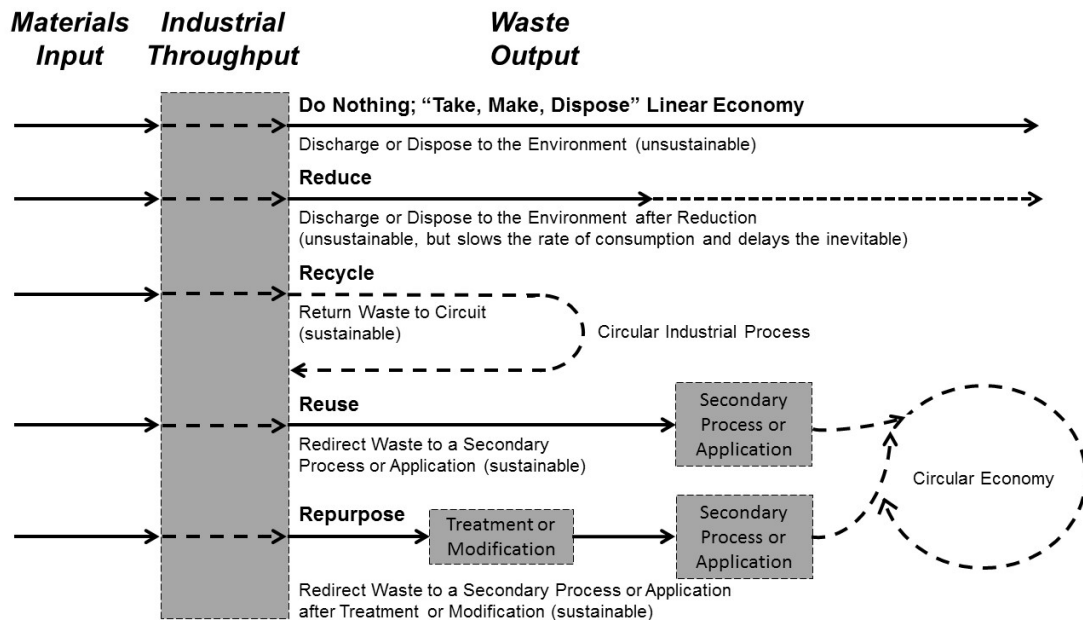 Materials Input
Industrial Throughput
Waste Output
Do Nothing; “Take, Make, Dispose” Linear Economy
Discharge or Dispose to the Environment (unsustainable)
Reduce
Discharge or Dispose to the Environment after Reduction
(unsustainable, but slows the rate of consumption and delays the inevitable)
Recycle
Return Waste to Circuit
(sustainable)
Circular Industrial Process
Reuse
Redirect Waste to a Secondary
Process or Application (sustainable)
Secondary
Process or
Application
Circular Economy
Repurpose
Treatment or
Modification
Secondary
Process or
Application
Redirect Waste to a Secondary Process or Application
after Treatment or Modification (sustainable)